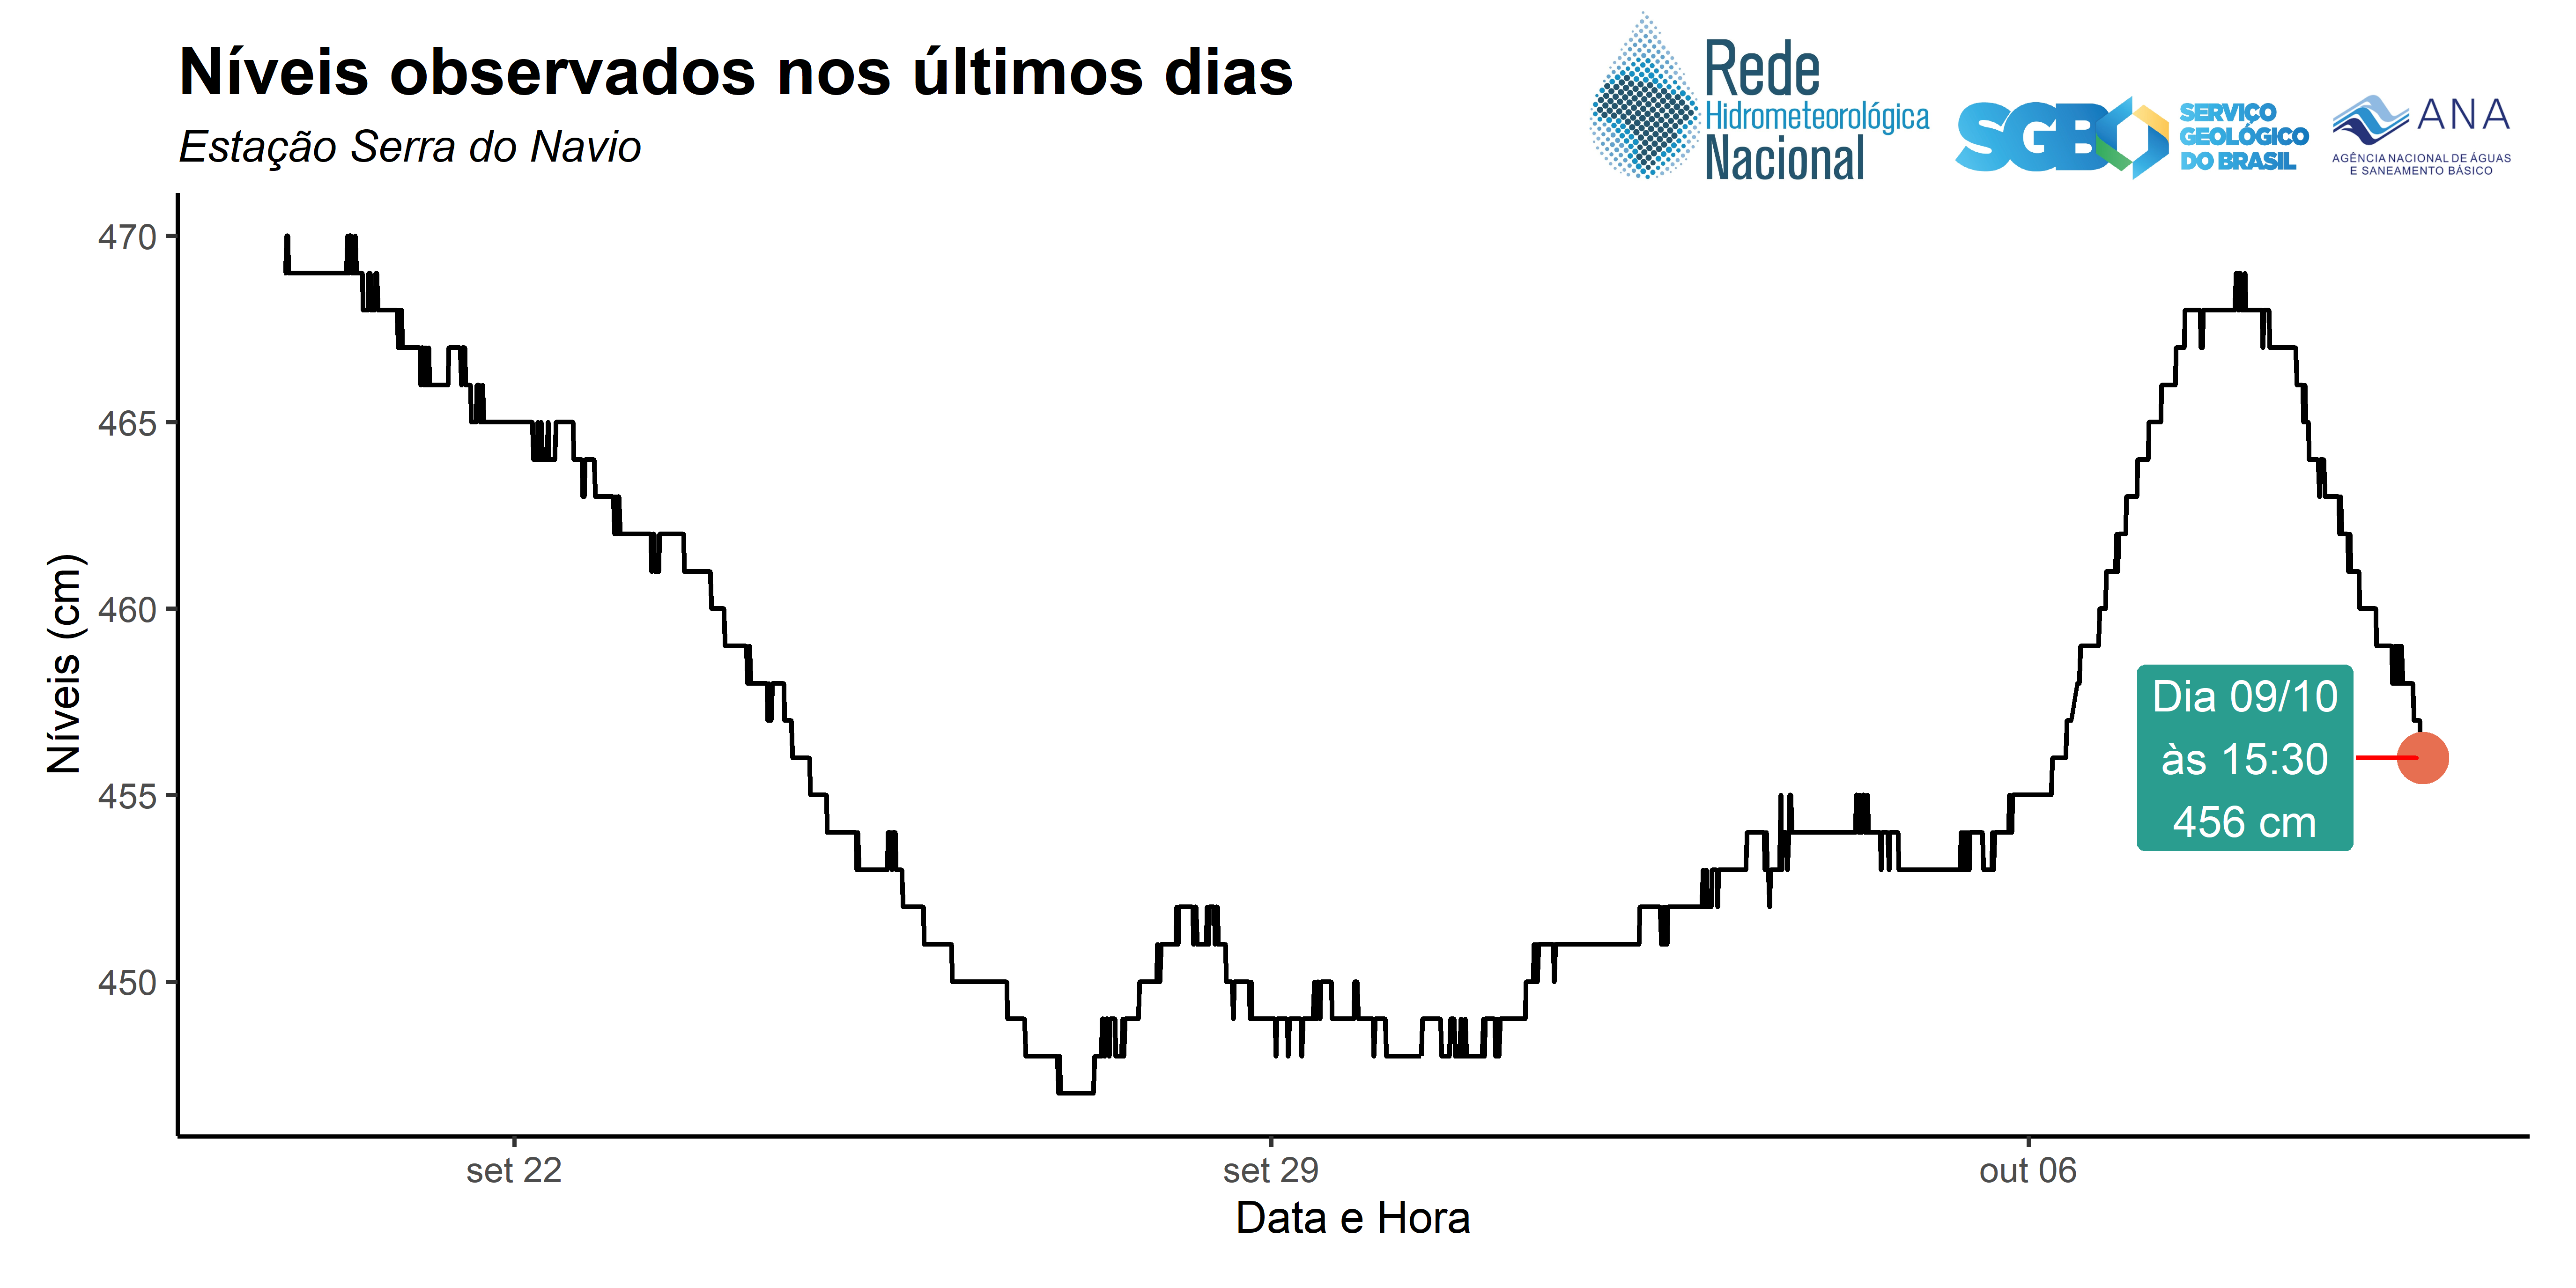 Níveis observados nos últimos dias
Estação Serra do Navio
Rede
Hidrometeorológica
Nacional
SGB
SERVIÇO
GEOLÓGICO
DO BRASIL
ANA
AGÊNCIA NACIONAL DE ÁGUAS
E SANEAMENTO BÁSICO
Níveis (cm)
470
465
460
455
450
Dia 09/10
às 15:30
456 cm
set 22
set 29
out 06
Data e Hora